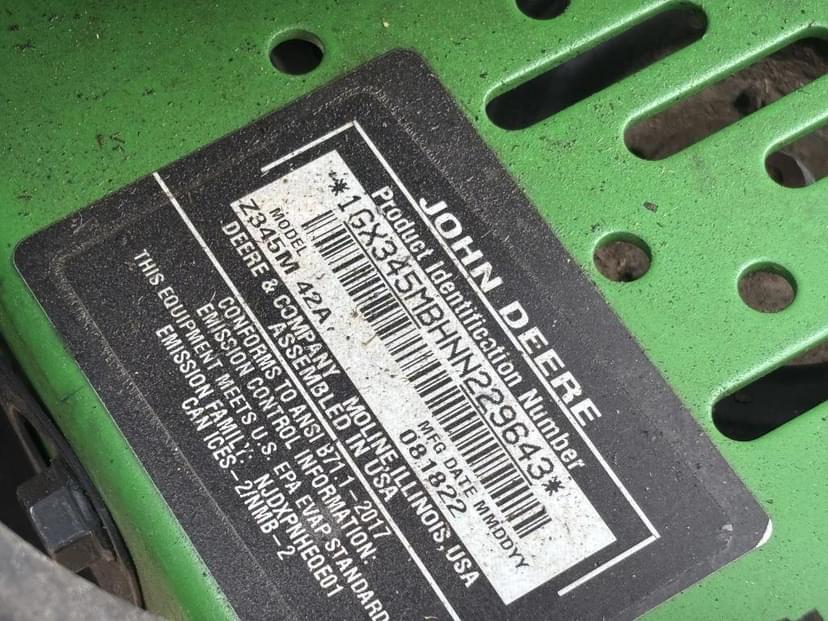 JOHN DEERE
Product Identification Number
*1GX345MBHNN229643*
MODEL MFG DATE MMDDYY
Z345M 42A 081822
DEERE & COMPANY MOLINE, ILLINOIS, USA
ASSEMBLED IN USA
CONFORMS TO ANSI B71.1-2017
EMISSION CONTROL INFORMATION:
THIS EQUIPMENT MEETS U.S. EPA EVAP STANDARD
EMISSION FAMILY: NJDXPNHEQE01
CAN ICES-2/NMB-2